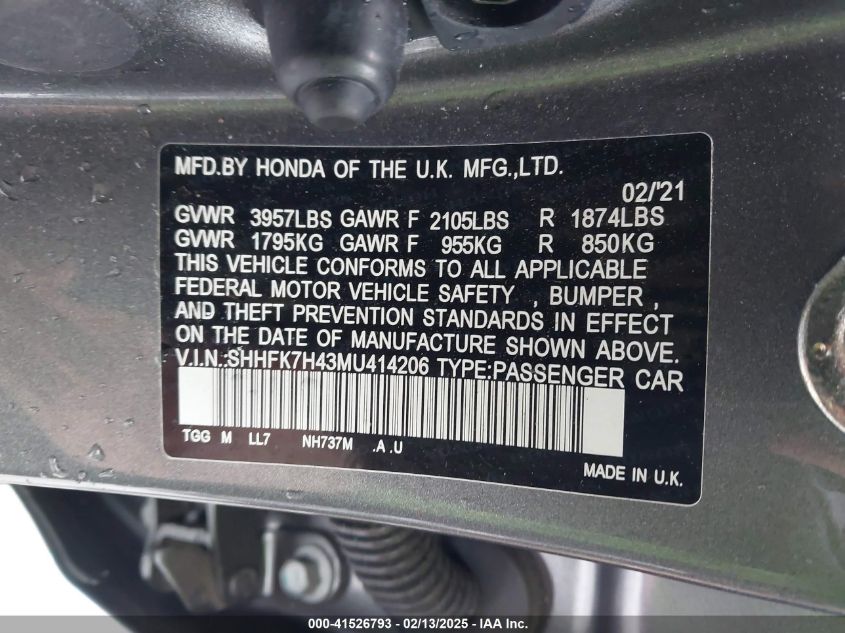 MFD.BY HONDA OF THE U.K. MFG.,LTD.
02/'21
GVWR 3957LBS GAWR F 2105LBS R 1874LBS
GVWR 1795KG GAWR F 955KG R 850KG
THIS VEHICLE CONFORMS TO ALL APPLICABLE
FEDERAL MOTOR VEHICLE SAFETY , BUMPER ,
AND THEFT PREVENTION STANDARDS IN EFFECT
ON THE DATE OF MANUFACTURE SHOWN ABOVE.
V.I.N.:SHHFK7H43MU414206 TYPE:PASSENGER CAR
TGG M LL7 NH737M .A .U
MADE IN U.K.
000-41526793 - 02/13/2025 - IAA Inc.